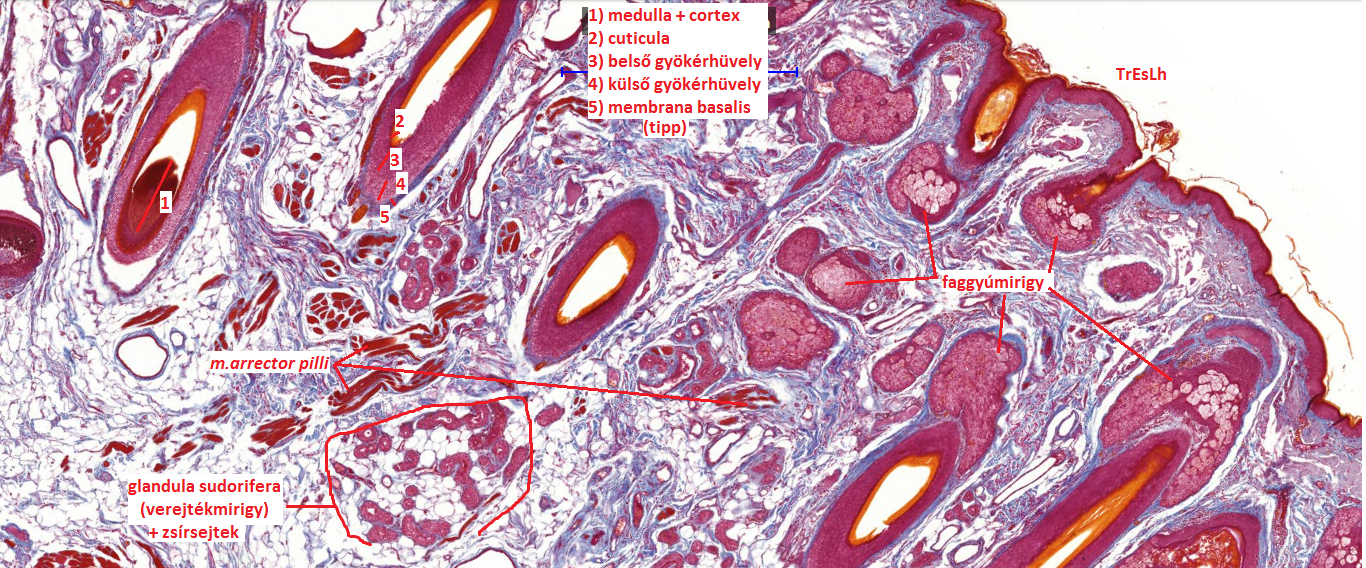 1) medulla + cortex
2) cuticula
3) belső gyökérhüvely
4) külső gyökérhüvely
5) membrana basalis
(tipp)
TrEsLh
2
3
4
5
1
faggyúmirigy
m.arrector pilli
glandula sudorifera
(verejtékmirigy)
+ zsírsejtek